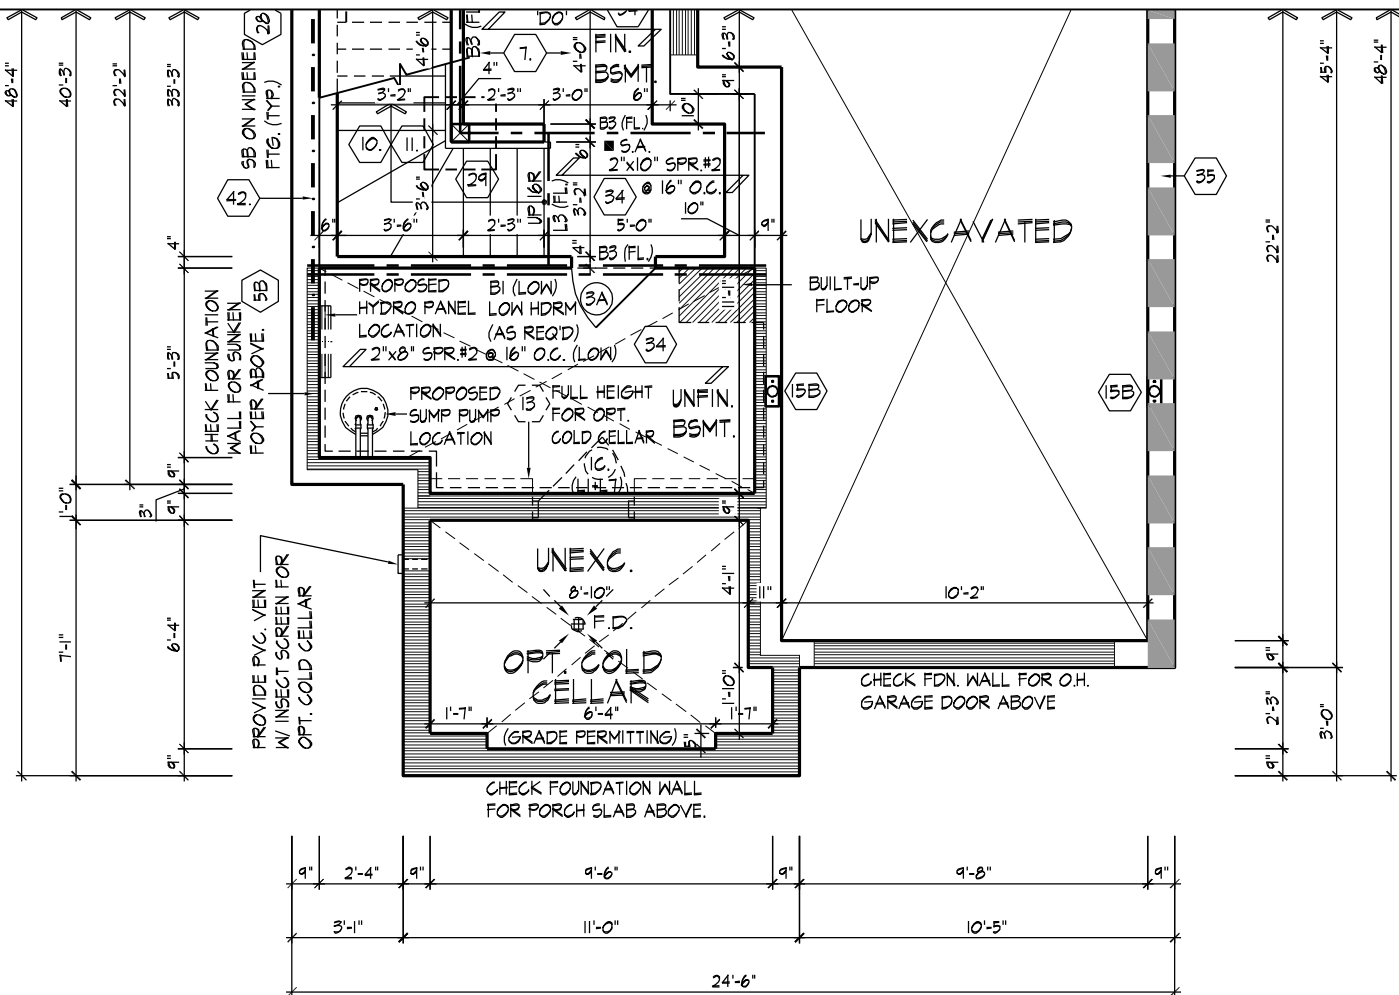 48'-4"
40'-3"
22'-2"
33'-3"
28
SB ON WIDENED
FTG. (TYP.)
4'-6"
B3 (FL
'DO'
7.
FIN.
BSMT.
4'-0"
4"
3'-2"
2'-3"
3'-0"
6"
6'-3"
9"
10"
B3 (FL.)
6"
S.A.
2"x10" SPR.#2
@ 16" O.C.
10.
11.
29
34
42.
3'-6"
UP 16R
L3 (FL.)
3'-2"
10"
6"
3'-6"
2'-3"
5'-0"
9"
4"
4"
B3 (FL.)
UNEXCAVATED
35
45'-4"
48'-4"
22'-2"
5B
CHECK FOUNDATION
WALL FOR SUNKEN
FOYER ABOVE.
PROPOSED
HYDRO PANEL
LOCATION
B1 (LOW)
LOW HDRM
(AS REQ'D)
3A
1'-1"
BUILT-UP
FLOOR
34
2"x8" SPR.#2 @ 16" O.C. (LOW)
5'-3"
PROPOSED
SUMP PUMP
LOCATION
13
FULL HEIGHT
FOR OPT.
COLD CELLAR
UNFIN.
BSMT.
15B
15B
1C.
(L1+L7)
9"
1'-0"
3"
9"
9"
PROVIDE PVC. VENT
W/ INSECT SCREEN FOR
OPT. COLD CELLAR
7'-1"
6'-4"
UNEXC.
8'-10"
4'-1"
11"
10'-2"
F.D.
OPT. COLD
CELLAR
1'-10"
1'-7"
6'-4"
1'-7"
(GRADE PERMITTING)
5"
9"
CHECK FDN. WALL FOR O.H.
GARAGE DOOR ABOVE
9"
2'-3"
3'-0"
9"
CHECK FOUNDATION WALL
FOR PORCH SLAB ABOVE.
9"
2'-4"
9"
9'-6"
9"
9'-8"
9"
3'-1"
11'-0"
10'-5"
24'-6"